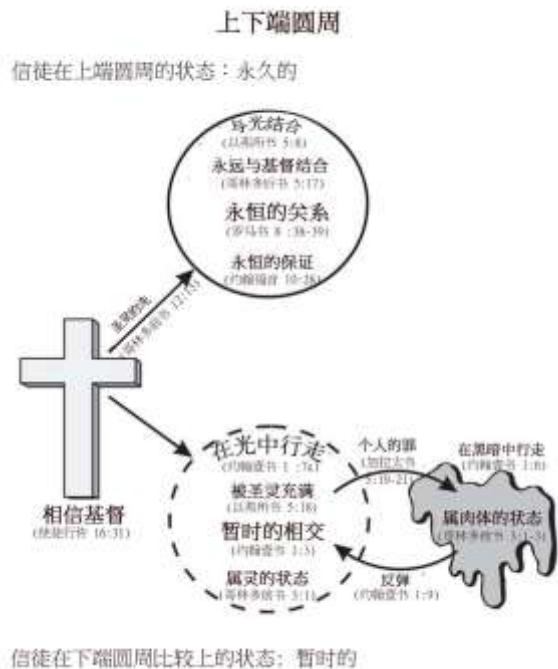 上下端圆周
信徒在上端圆周的状态：永久的
与光结合
(以弗所书 5:8)
永远与基督结合
(哥林多后书 5:17)
永恒的关系
(罗马书 8 :38-39)
永恒的保证
(约翰福音 10:28)
圣灵的洗
(哥林多前书 12:13)
相信基督
(使徒行传 16:31)
在光中行走
(约翰壹书 1 :7a)
被圣灵充满
(以弗所书 5:18)
暂时的相交
(约翰壹书 1:3)
属灵的状态
(哥林多前书 3:1)
个人的罪
(加拉太书
5:19-21)
在黑暗中行走
(约翰壹书 1:6)
属肉体的状态
(哥林多前书 3:1-3)
反弹
(约翰壹书 1:9)
信徒在下端圆周比较上的状态：暂时的